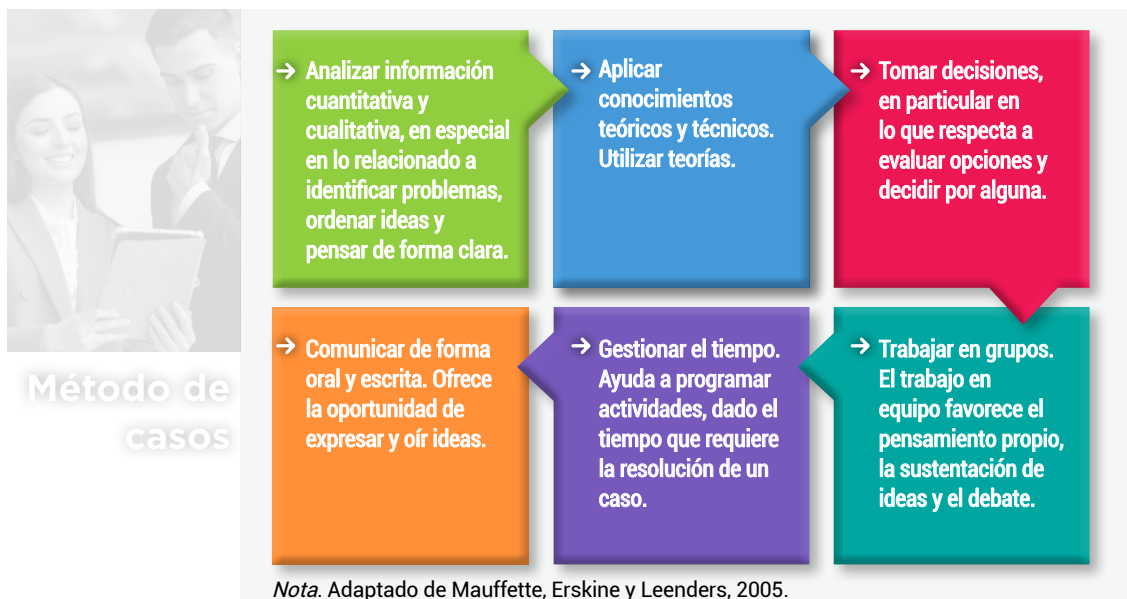 Método de
casos
→ Analizar información
cuantitativa y
cualitativa, en especial
en lo relacionado a
identificar problemas,
ordenar ideas y
pensar de forma clara.
→ Aplicar
conocimientos
teóricos y técnicos.
Utilizar teorías.
→ Tomar decisiones,
en particular en
lo que respecta a
evaluar opciones y
decidir por alguna.
→ Trabajar en grupos.
El trabajo en
equipo favorece el
pensamiento propio,
la sustentación de
ideas y el debate.
→ Gestionar el tiempo.
Ayuda a programar
actividades, dado el
tiempo que requiere
la resolución de un
caso.
→ Comunicar de forma
oral y escrita. Ofrece
la oportunidad de
expresar y oír ideas.
Nota. Adaptado de Mauffette, Erskine y Leenders, 2005.